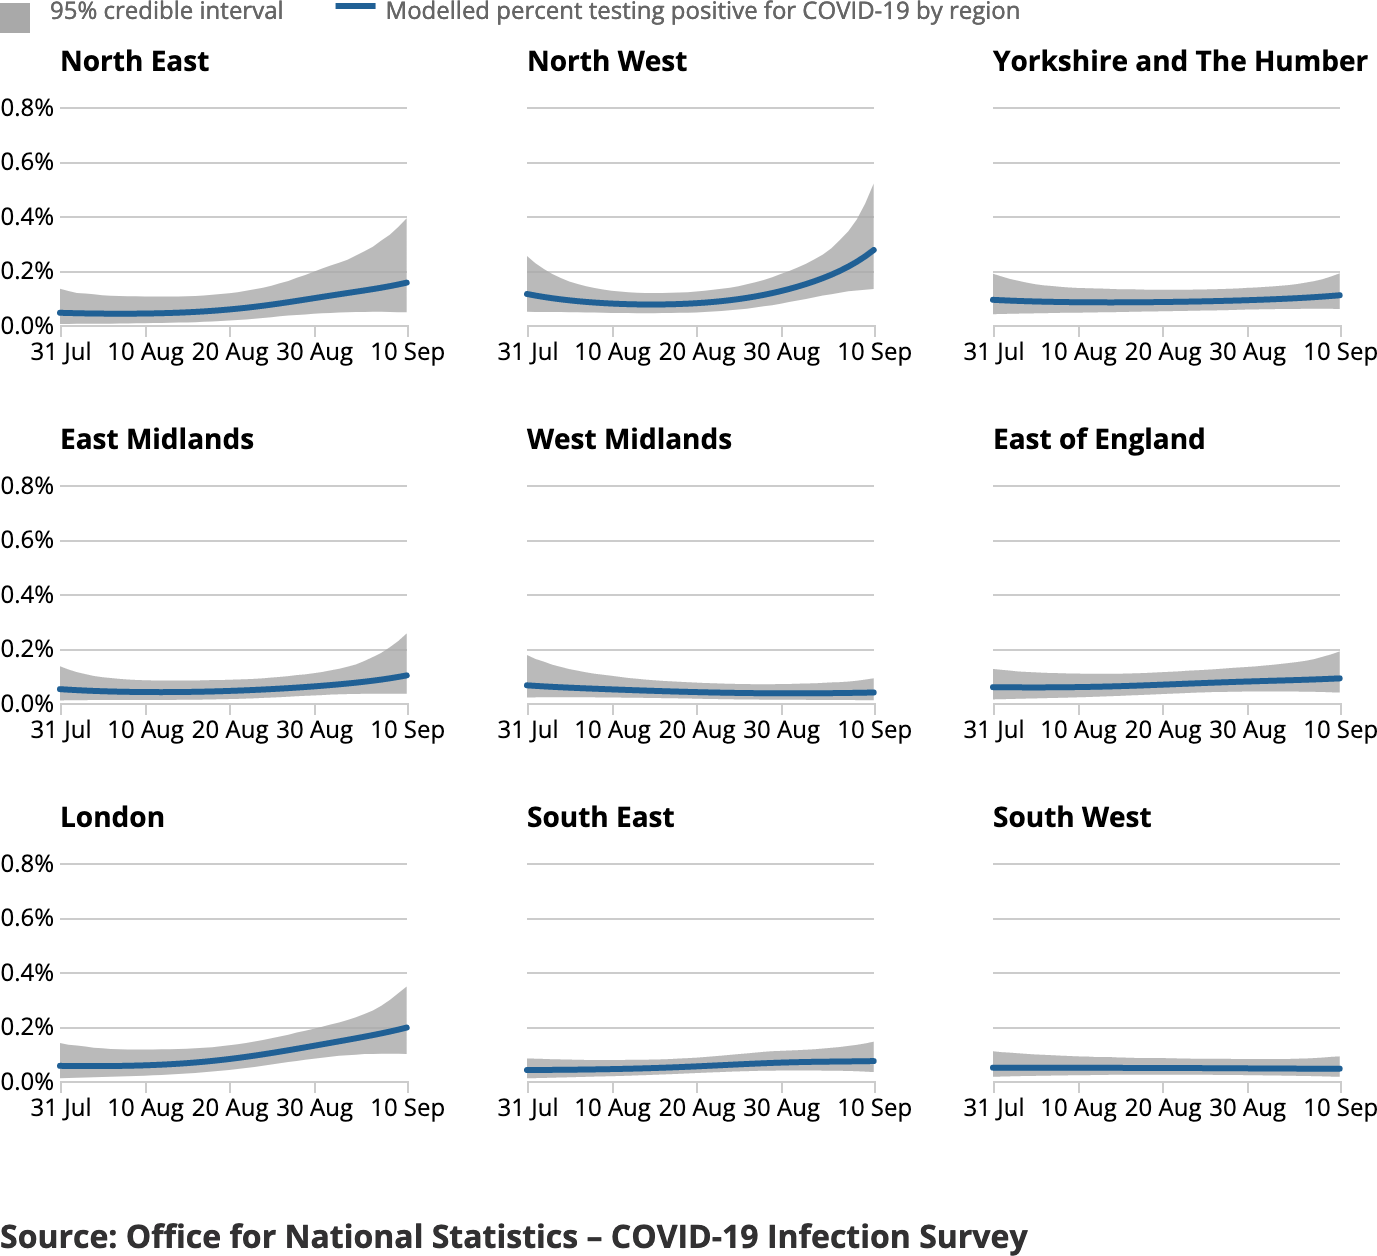 95% credible interval Modelled percent testing positive for COVID-19 by region
North East North West Yorkshire and The Humber
0.8%
0.6%
0.4%
0.2%
0.0%
31 Jul 10 Aug 20 Aug 30 Aug 10 Sep 31 Jul 10 Aug 20 Aug 30 Aug 10 Sep 31 Jul 10 Aug 20 Aug 30 Aug 10 Sep
East Midlands West Midlands East of England
0.8%
0.6%
0.4%
0.2%
0.0%
31 Jul 10 Aug 20 Aug 30 Aug 10 Sep 31 Jul 10 Aug 20 Aug 30 Aug 10 Sep 31 Jul 10 Aug 20 Aug 30 Aug 10 Sep
London South East South West
0.8%
0.6%
0.4%
0.2%
0.0%
31 Jul 10 Aug 20 Aug 30 Aug 10 Sep 31 Jul 10 Aug 20 Aug 30 Aug 10 Sep 31 Jul 10 Aug 20 Aug 30 Aug 10 Sep
Source: Office for National Statistics – COVID-19 Infection Survey